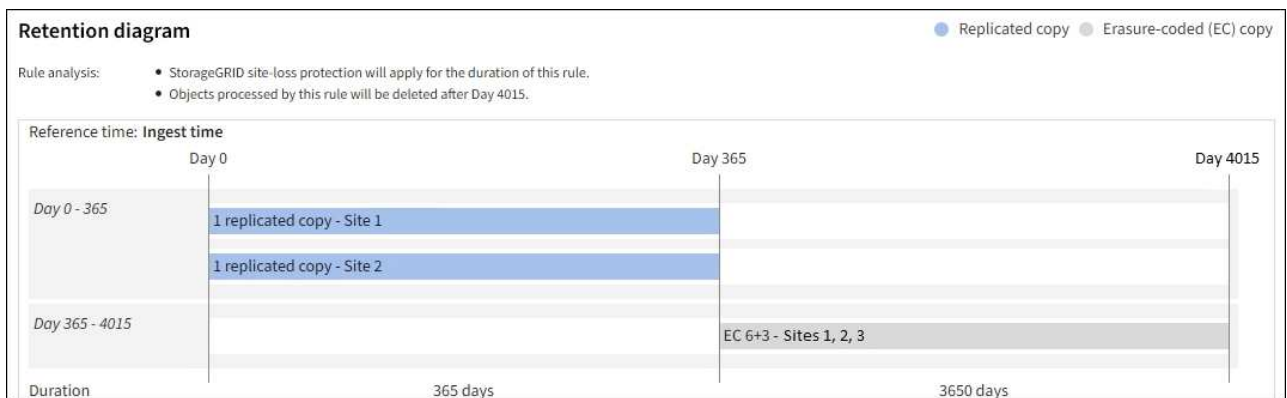 Retention diagram
Replicated copy Erasure-coded (EC) copy
Rule analysis:
• StorageGRID site-loss protection will apply for the duration of this rule.
• Objects processed by this rule will be deleted after Day 4015.
Reference time: Ingest time
Day 0 Day 365 Day 4015
Day 0 - 365
1 replicated copy - Site 1
1 replicated copy - Site 2
Day 365 - 4015
EC 6+3 - Sites 1, 2, 3
Duration 365 days 3650 days